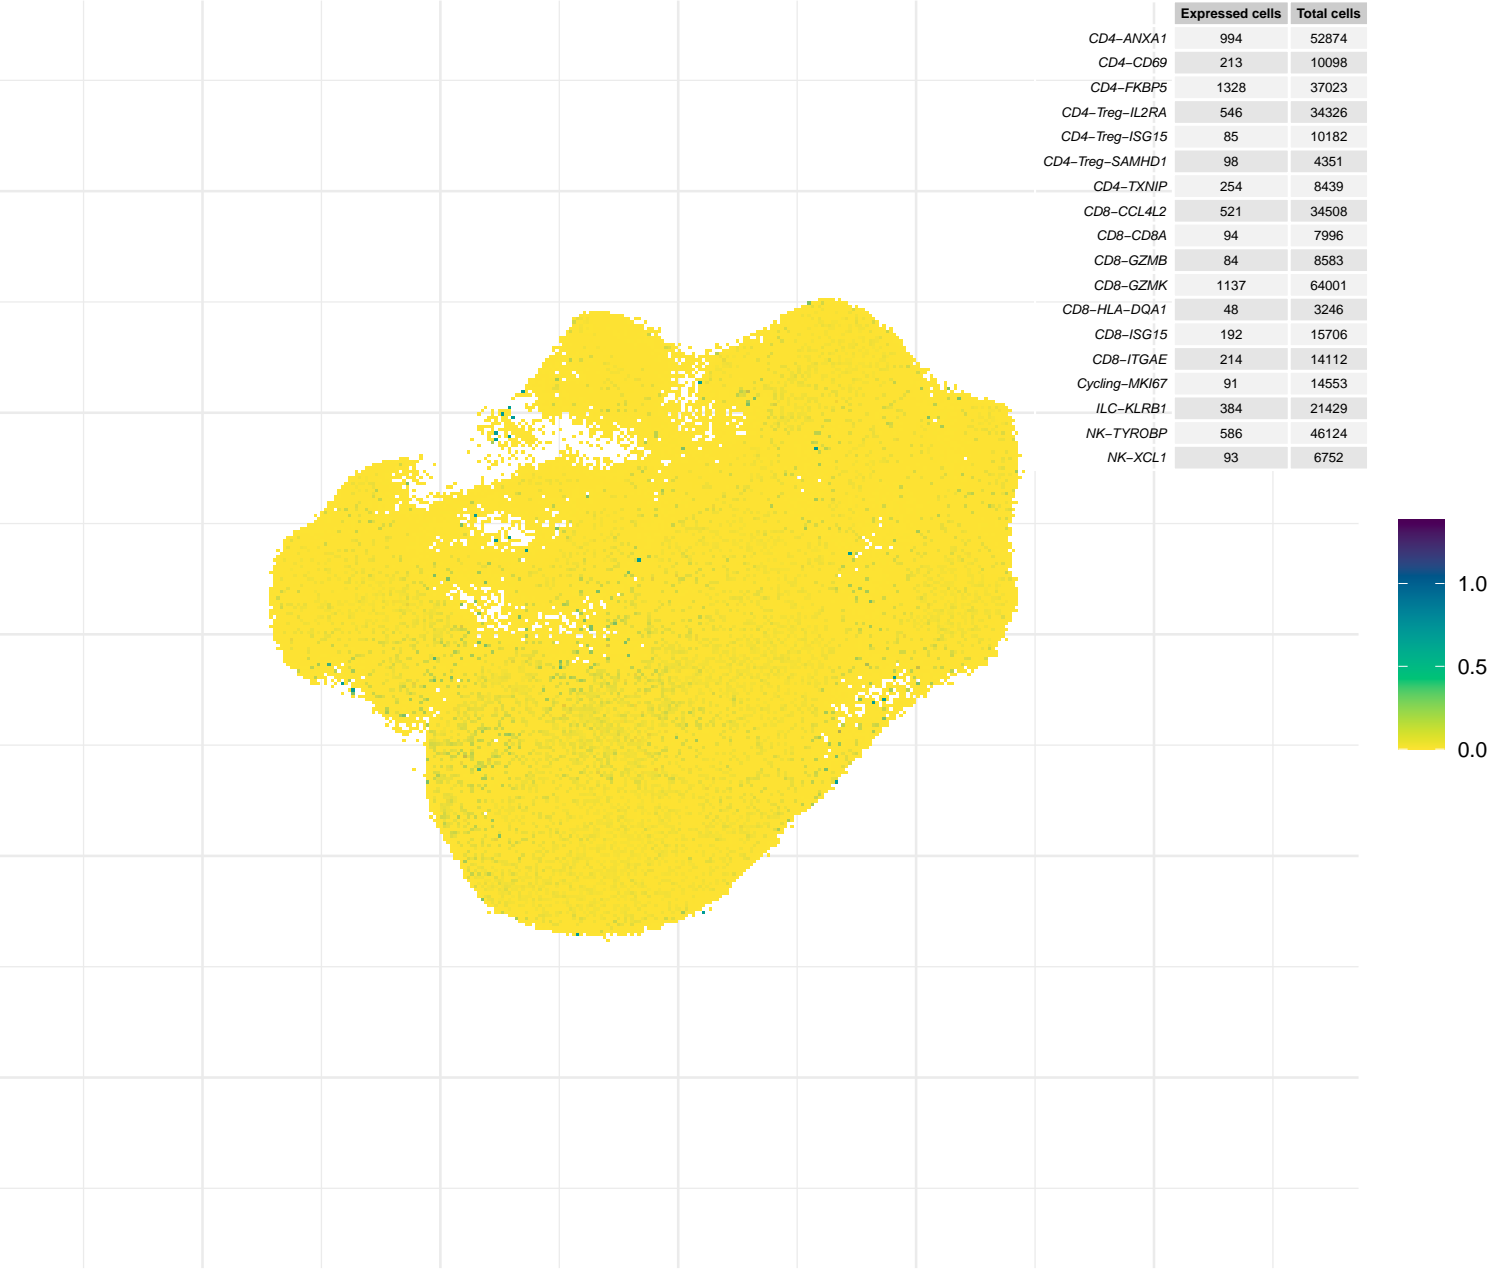 Expressed cells Total cells
CD4−ANXA1 994 52874
CD4−CD69 213 10098
CD4−FKBP5 1328 37023
CD4−Treg−IL2RA 546 34326
CD4−Treg−ISG15 85 10182
CD4−Treg−SAMHD1 98 4351
CD4−TXNIP 254 8439
CD8−CCL4L2 521 34508
CD8−CD8A 94 7996
CD8−GZMB 84 8583
CD8−GZMK 1137 64001
CD8−HLA−DQA1 48 3246
CD8−ISG15 192 15706
CD8−ITGAE 214 14112
Cycling−MKI67 91 14553
ILC−KLRB1 384 21429
NK−TYROBP 586 46124
NK−XCL1 93 6752
1.0
0.5
0.0